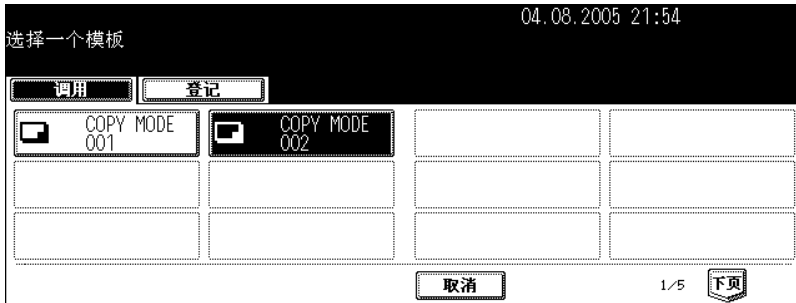 04.08.2005 21:54
选择一个模板
调用 登记
COPY MODE 001
COPY MODE 002
取消 1/5 下页